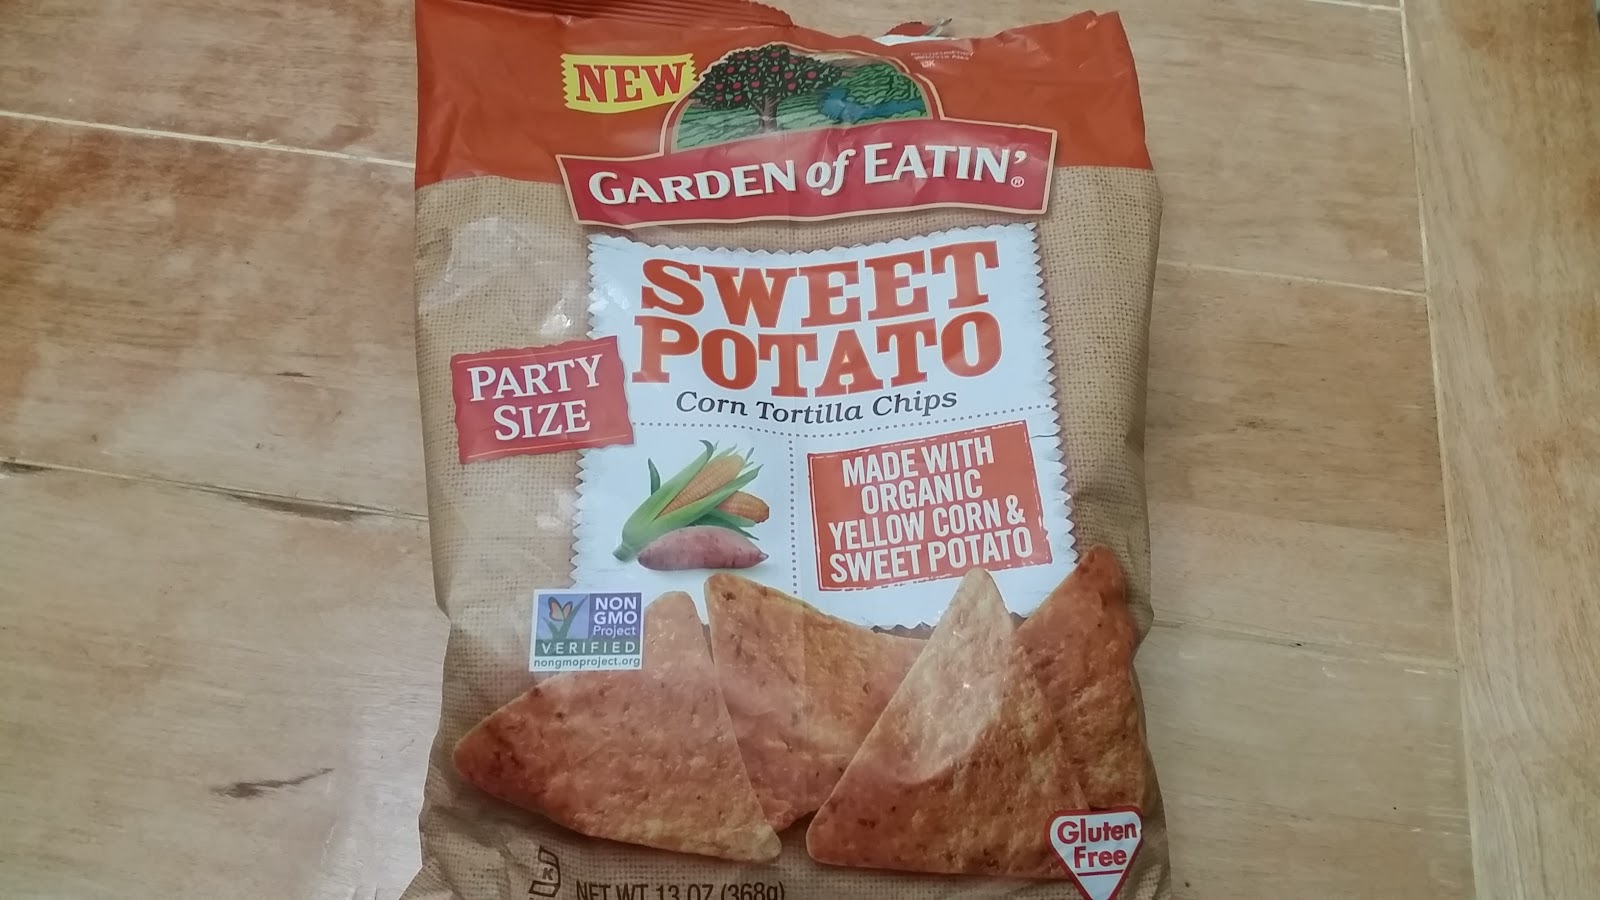 NEW
GARDEN of EATIN'®
SWEET
POTATO
Corn Tortilla Chips
PARTY
SIZE
MADE WITH
ORGANIC
YELLOW CORN &
SWEET POTATO
NON
GMO
Project
VERIFIED
nongmoproject.org
Gluten
Free
K
NET WT 13 OZ (368g)